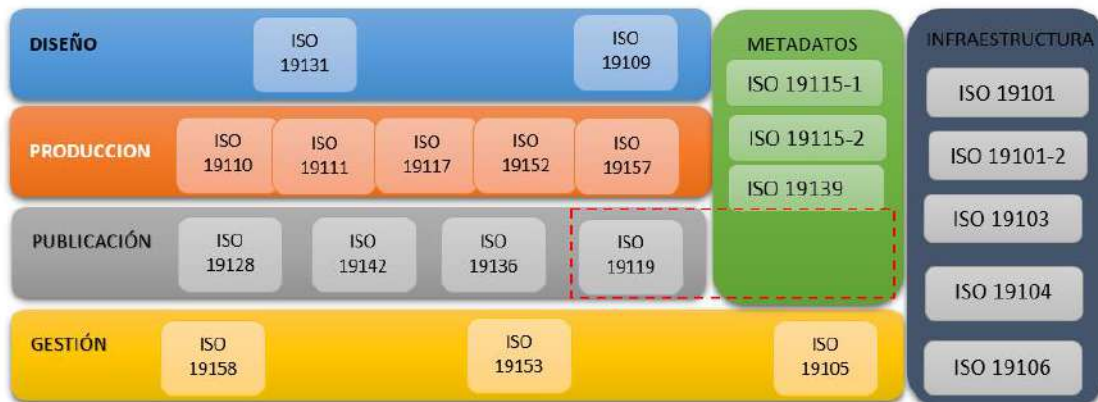 DISEÑO
ISO
19131
ISO
19109
PRODUCCION
ISO
19110
ISO
19111
ISO
19117
ISO
19152
ISO
19157
PUBLICACIÓN
ISO
19128
ISO
19142
ISO
19136
ISO
19119
GESTIÓN
ISO
19158
ISO
19153
ISO
19105
METADATOS
ISO 19115-1
ISO 19115-2
ISO 19139
INFRAESTRUCTURA
ISO 19101
ISO 19101-2
ISO 19103
ISO 19104
ISO 19106